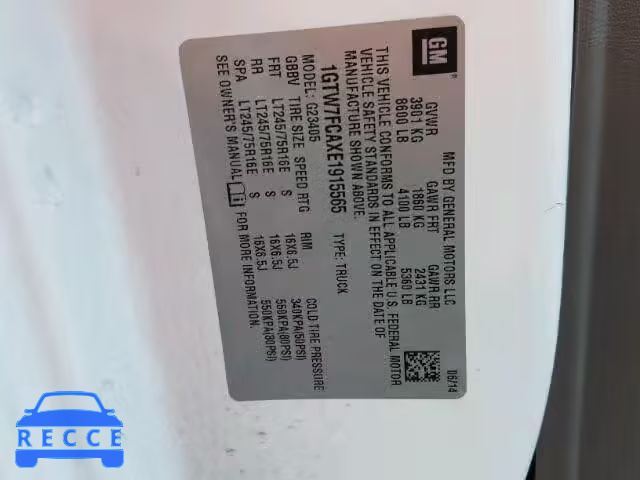 GM
MFD BY GENERAL MOTORS LLC
06/14
GVWR GAWR FRT GAWR RR
3901 KG 1860 KG 2431 KG
8600 LB 4100 LB 5360 LB
THIS VEHICLE CONFORMS TO ALL APPLICABLE U.S. FEDERAL MOTOR
VEHICLE SAFETY STANDARDS IN EFFECT ON THE DATE OF
MANUFACTURE SHOWN ABOVE.
1GTW7FCAXE1915565 TYPE: TRUCK
MODEL: G23405
GBBV TIRE SIZE SPEED RTG RIM COLD TIRE PRESSURE
FRT LT245/75R16E S 16X6.5J 340KPA(50PSI)
RR LT245/75R16E S 16X6.5J 550KPA(80PSI)
SPA LT245/75R16E S 16X6.5J 550KPA(80PSI)
SEE OWNER'S MANUAL FOR MORE INFORMATION.
RECCE